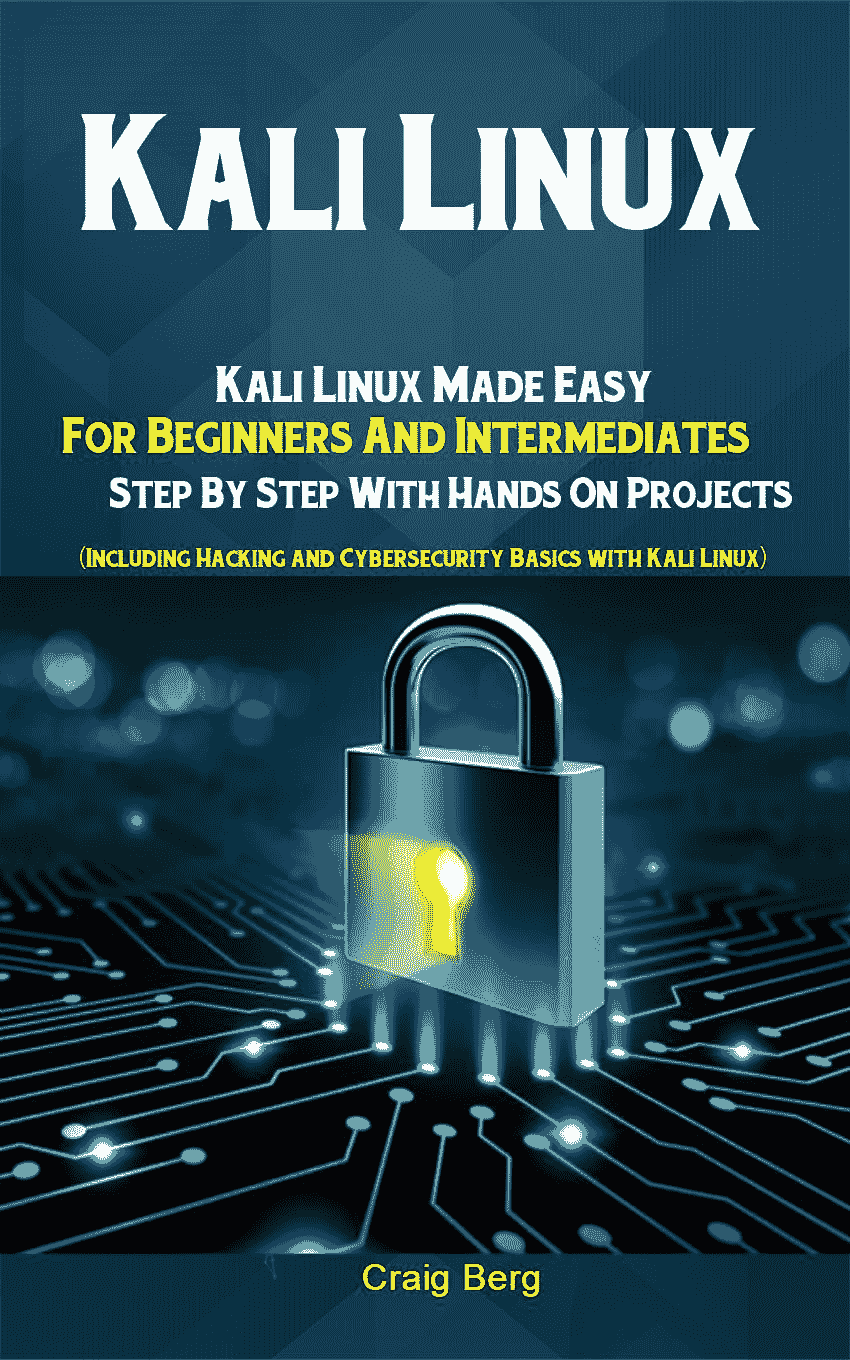 KALI LINUX
KALI LINUX MADE EASY
FOR BEGINNERS AND INTERMEDIATES
STEP BY STEP WITH HANDS ON PROJECTS
(INCLUDING HACKING AND CYBERSECURITY BASICS WITH KALI LINUX)
Craig Berg